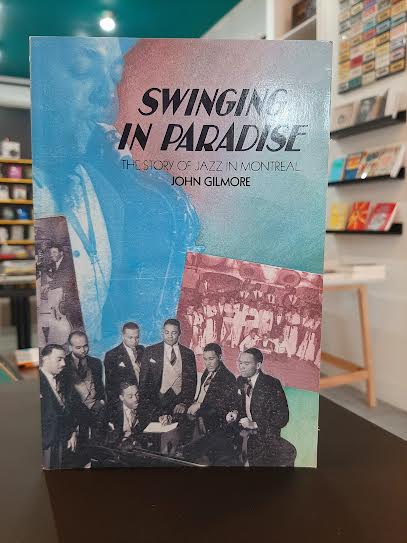 SWINGING
IN PARADISE
THE STORY OF JAZZ IN MONTREAL
JOHN GILMORE